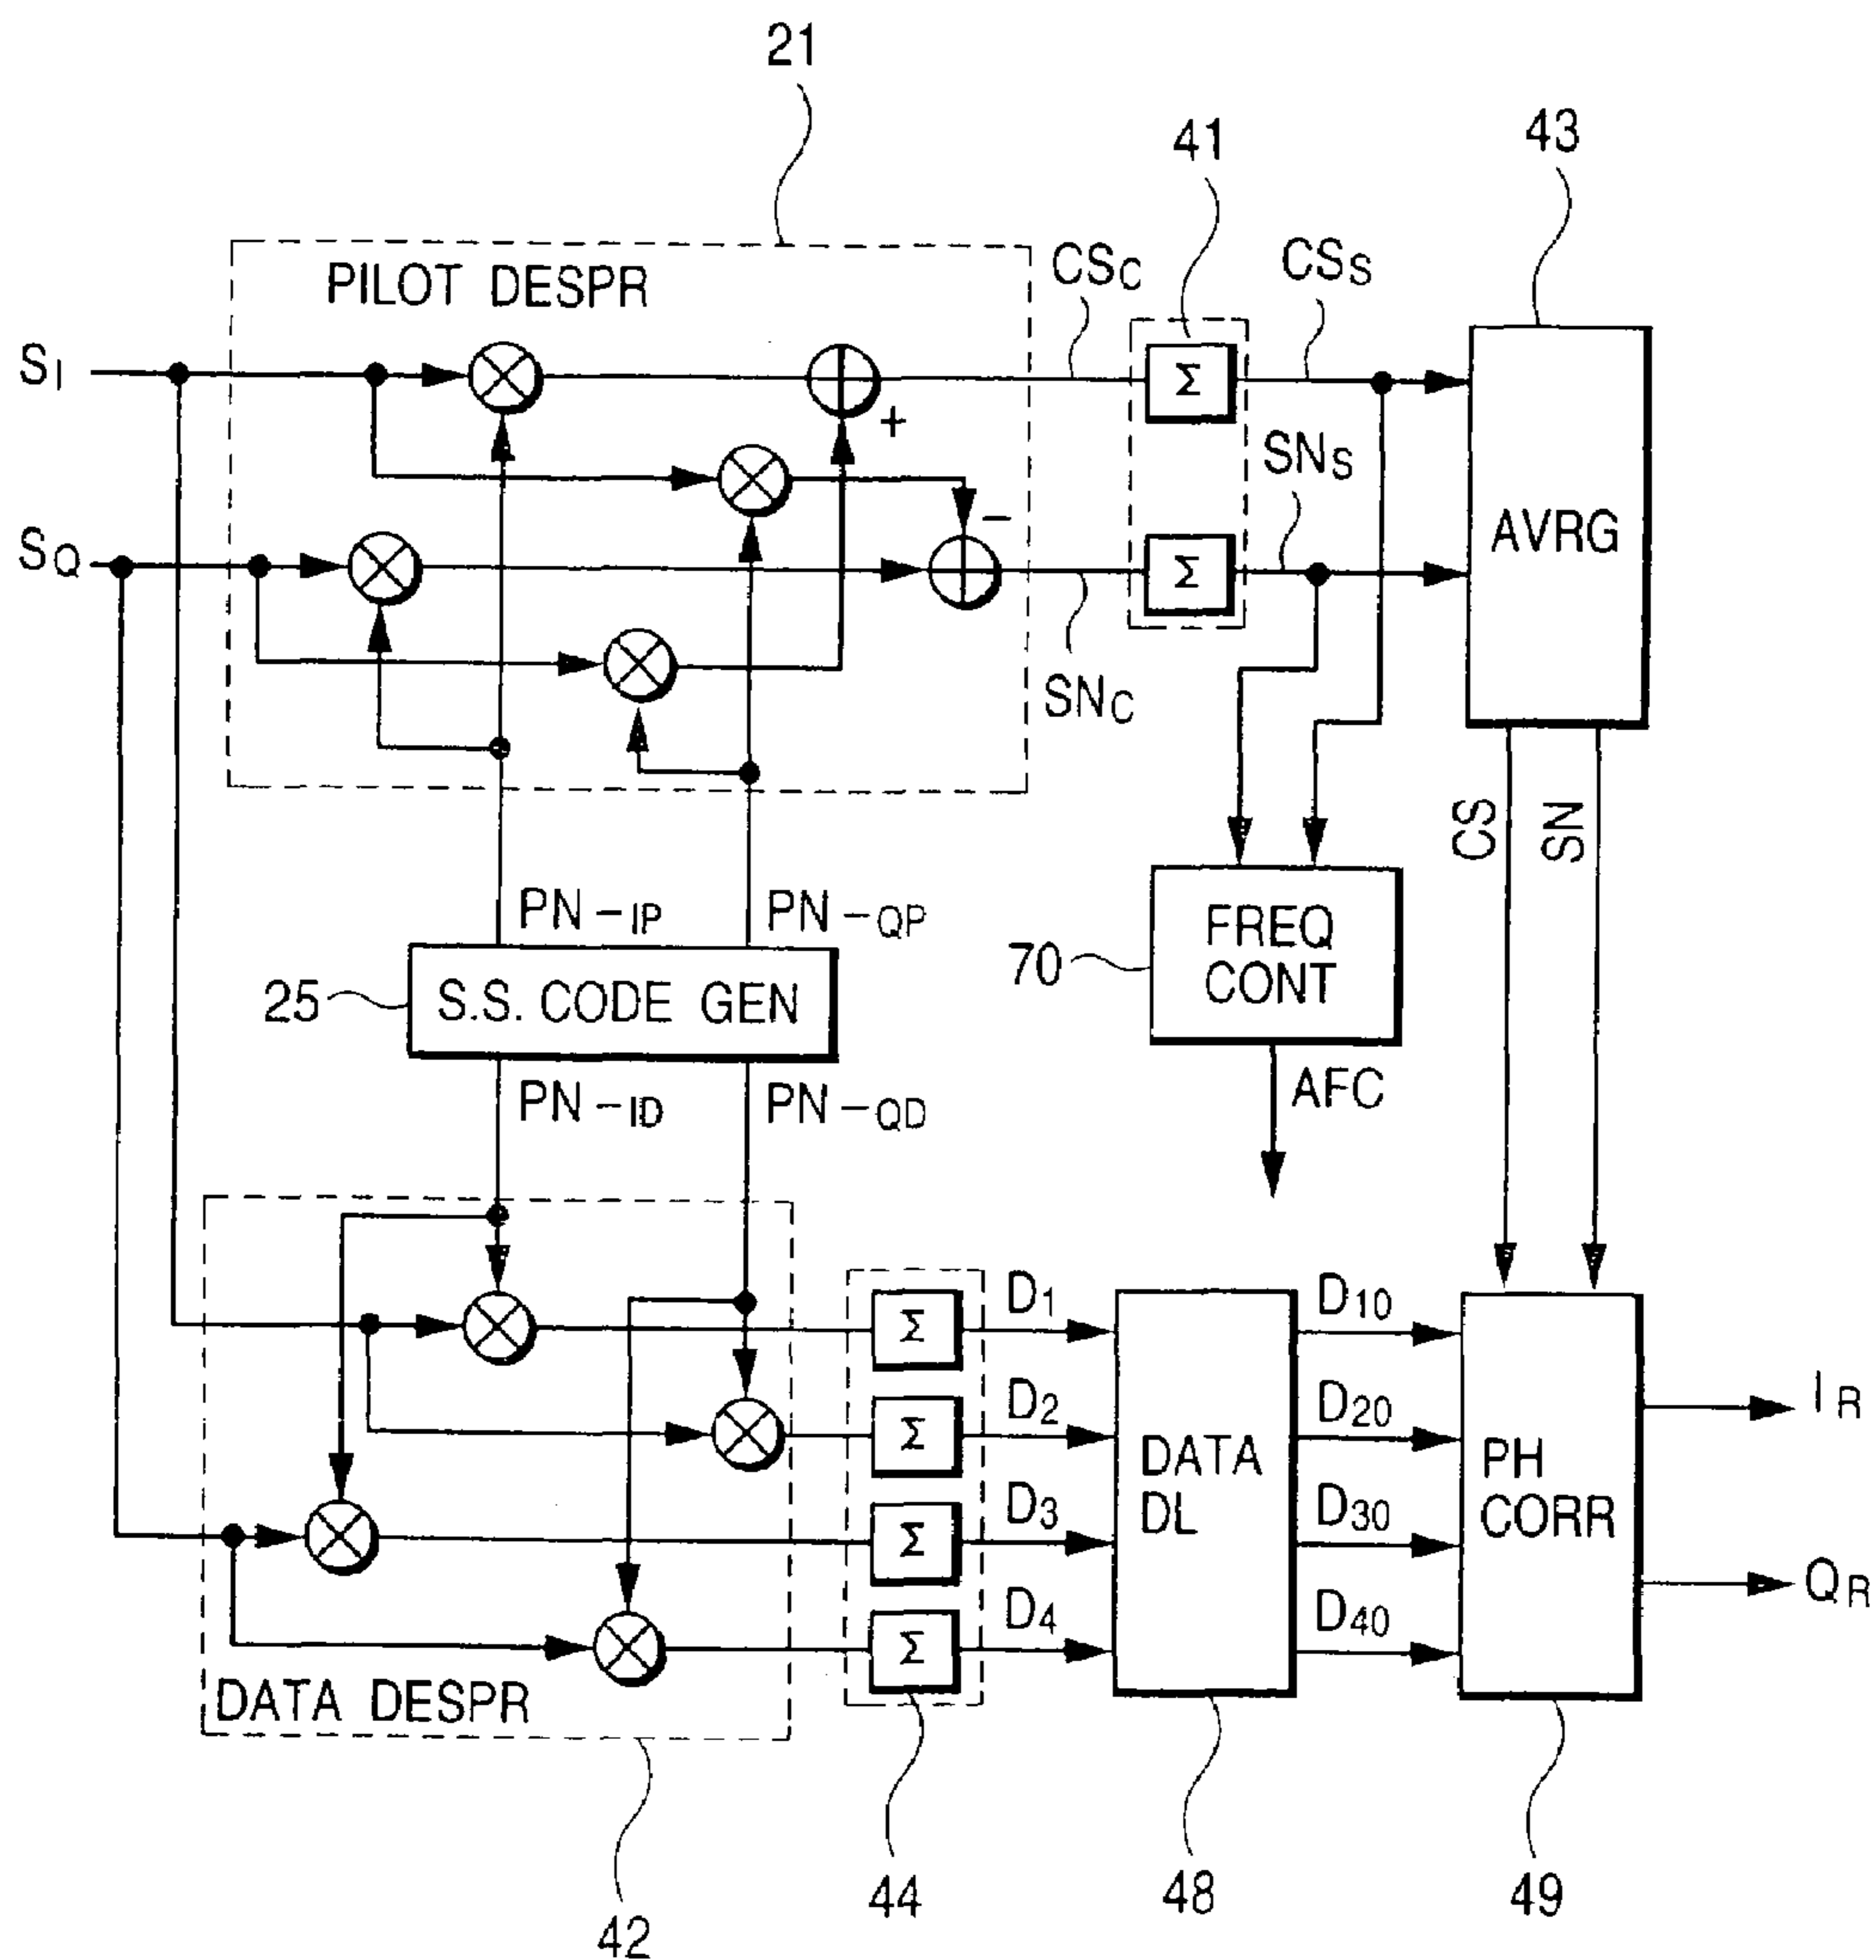 21
41
43
PILOT DESPR
CSC
CSS
SI
Σ
+
SNS
SQ
−
AVRG
Σ
SNC
CS
SN
PN-IP
PN-QP
FREQ
CONT
70
25
S.S. CODE GEN
PN-ID
PN-QD
AFC
Σ
D1
D10
IR
Σ
D2
D20
DATA
DL
PH
CORR
Σ
D3
D30
QR
Σ
D4
D40
DATA DESPR
44
48
49
42